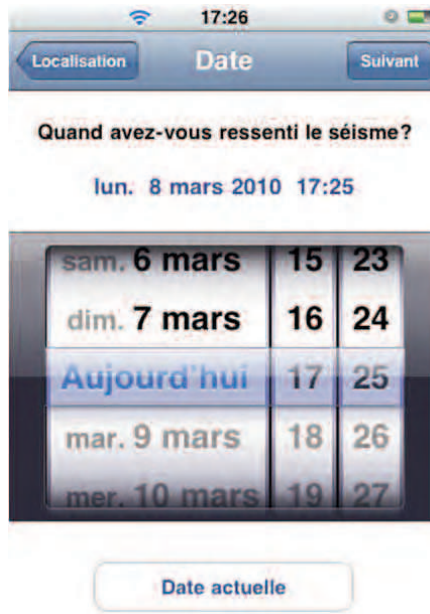 17:26
Localisation Date Suivant
Quand avez-vous ressenti le séisme?
lun. 8 mars 2010 17:25
sam. 6 mars 15 23
dim. 7 mars 16 24
Aujourd'hui 17 25
mar. 9 mars 18 26
mer. 10 mars 19 27
Date actuelle